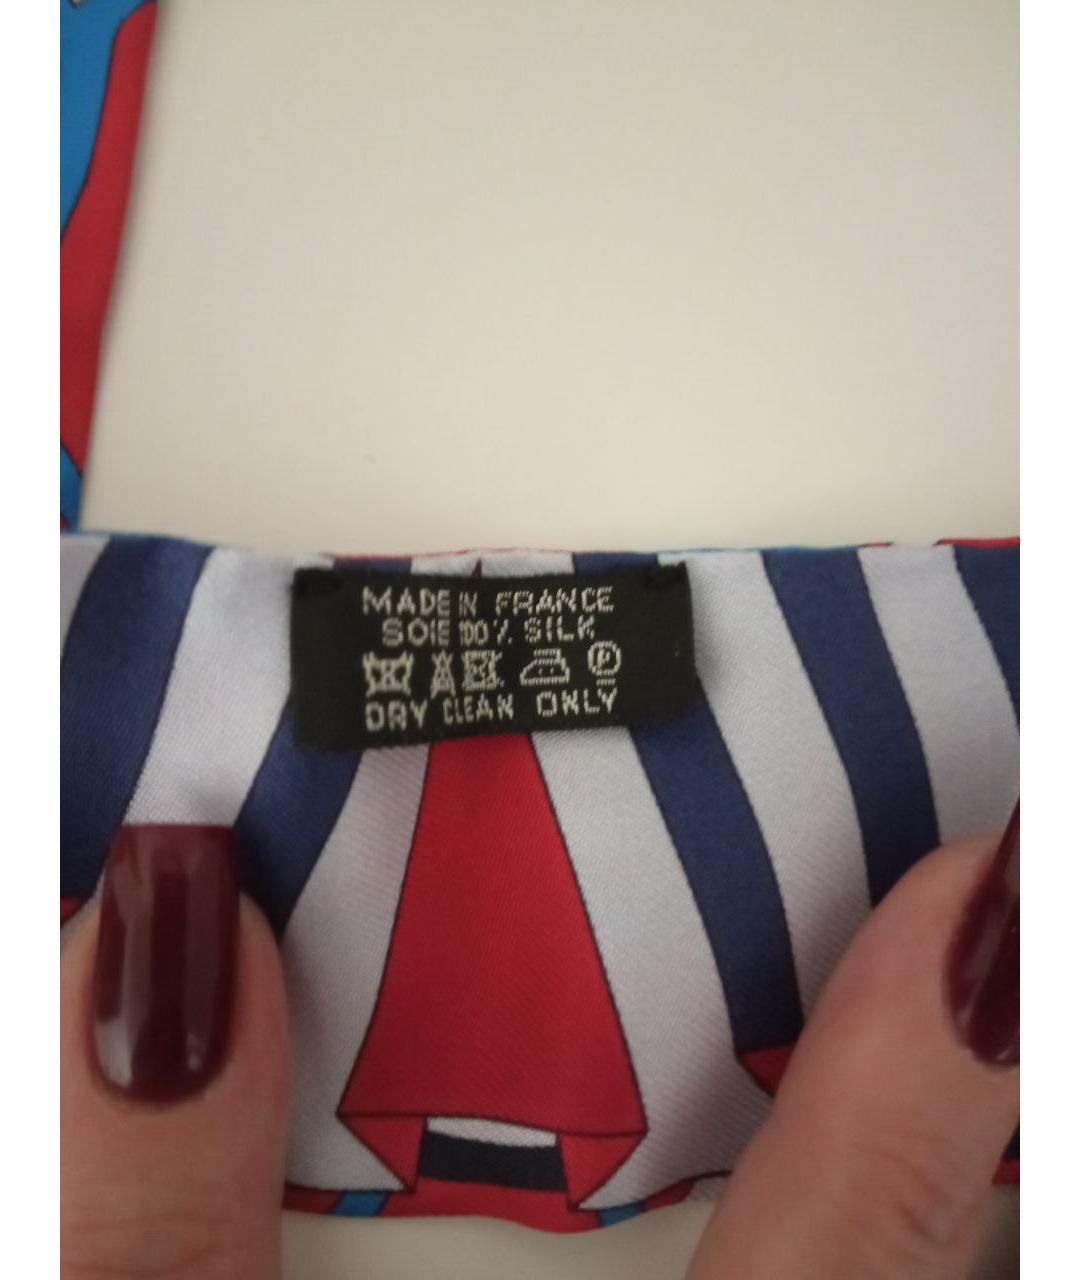 MADE IN FRANCE
SOIE 100% SILK
DRY CLEAN ONLY